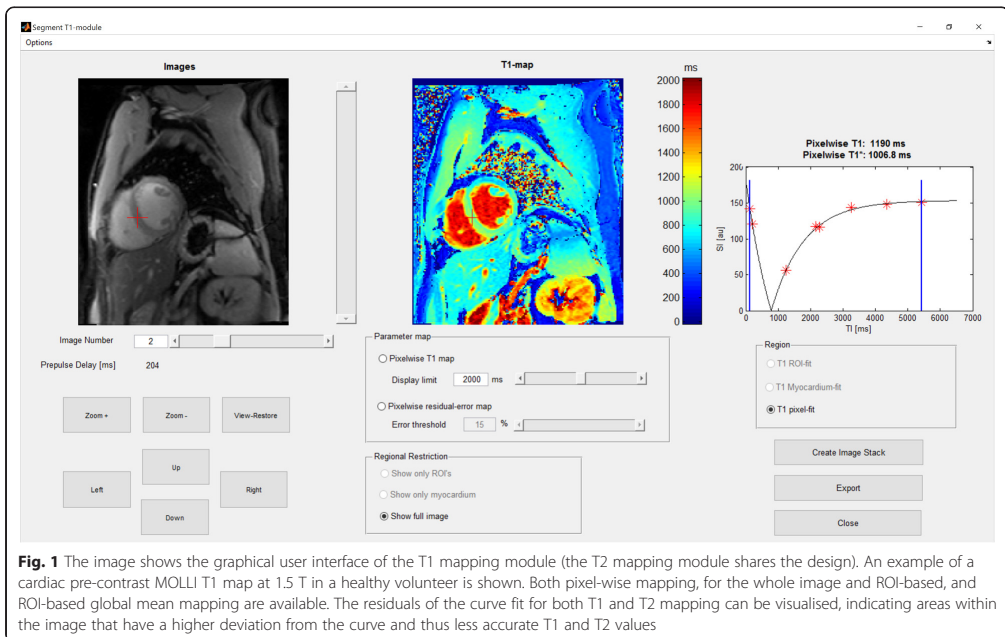 Segment T1-module
Options
Images
T1-map
ms
2000
1800
1600
1400
1200
1000
800
600
400
200
0
Pixelwise T1: 1190 ms
Pixelwise T1*: 1006.8 ms
200
150
100
50
0
SI [au]
0 1000 2000 3000 4000 5000 6000 7000
TI [ms]
Image Number 2
Prepulse Delay [ms] 204
Zoom +
Zoom -
View-Restore
Up
Left
Right
Down
Parameter map
Pixelwise T1 map
Display limit 2000 ms
Pixelwise residual-error map
Error threshold 15 %
Regional Restriction
Show only ROI's
Show only myocardium
Show full image
Region
T1 ROI-fit
T1 Myocardium-fit
T1 pixel-fit
Create Image Stack
Export
Close
Fig. 1 The image shows the graphical user interface of the T1 mapping module (the T2 mapping module shares the design). An example of a
cardiac pre-contrast MOLLI T1 map at 1.5 T in a healthy volunteer is shown. Both pixel-wise mapping, for the whole image and ROI-based, and
ROI-based global mean mapping are available. The residuals of the curve fit for both T1 and T2 mapping can be visualised, indicating areas within
the image that have a higher deviation from the curve and thus less accurate T1 and T2 values